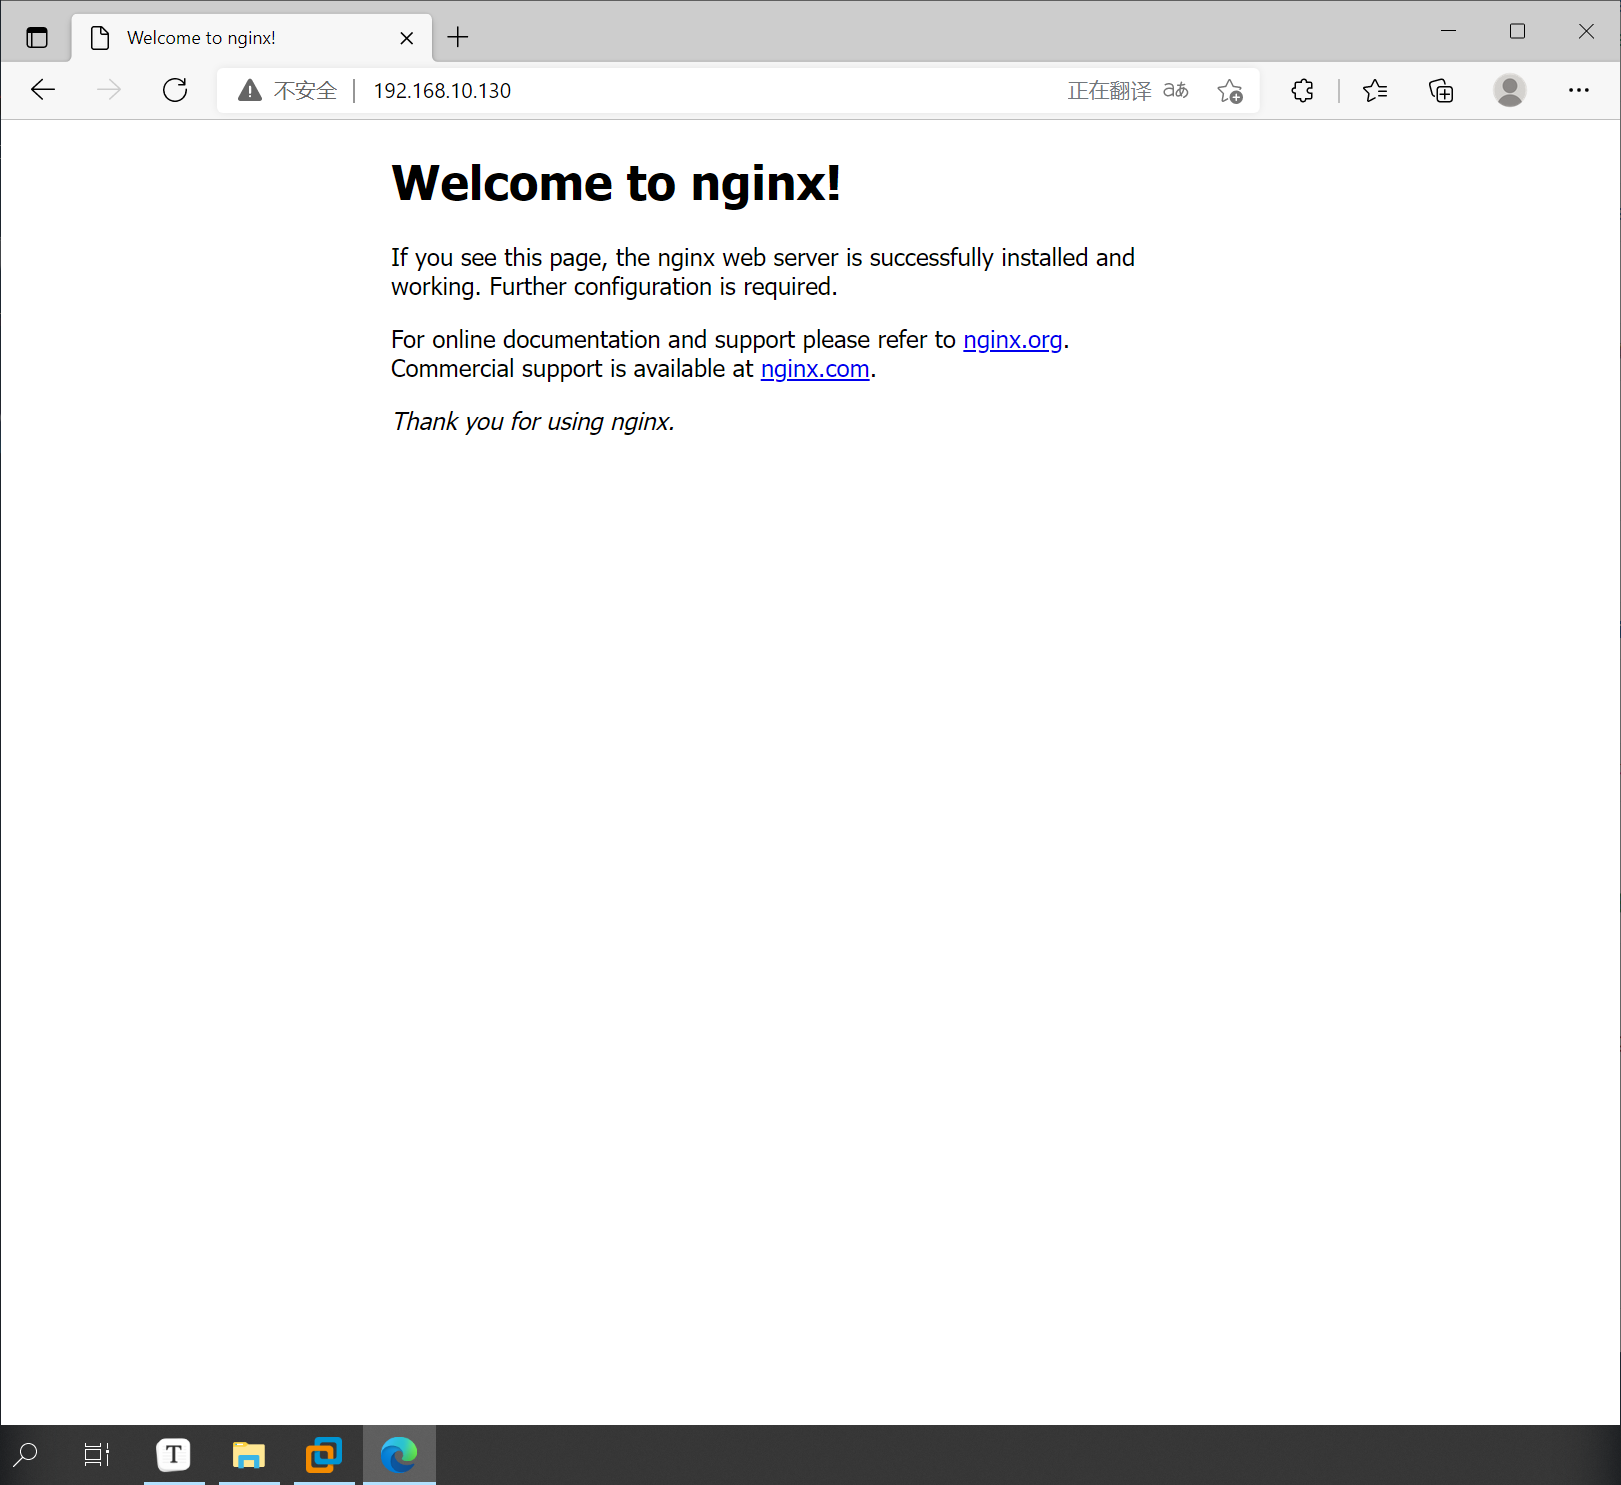 Welcome to nginx!
不安全 192.168.10.130 正在翻译 aあ
Welcome to nginx!
If you see this page, the nginx web server is successfully installed and
working. Further configuration is required.
For online documentation and support please refer to nginx.org.
Commercial support is available at nginx.com.
Thank you for using nginx.
T